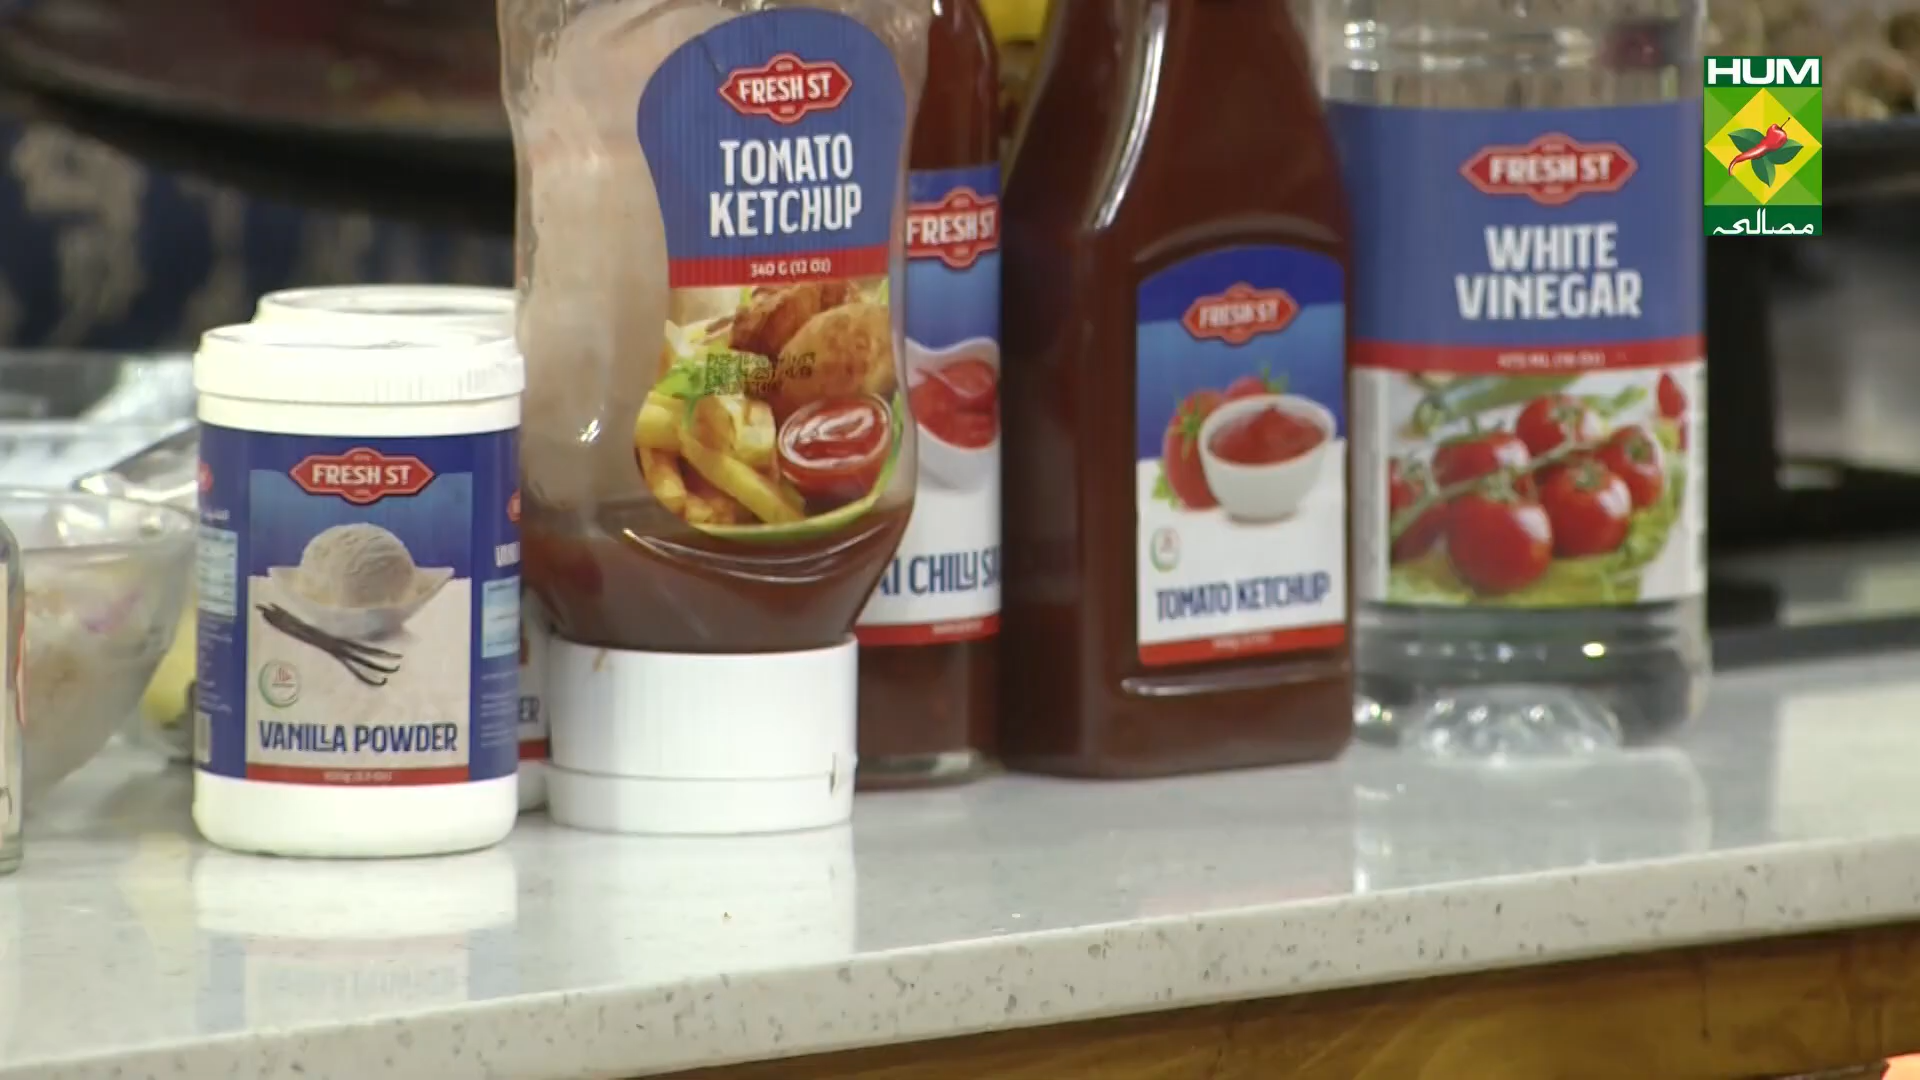 HUM
مصالحہ
FRESH ST
TOMATO
KETCHUP
340 G (12 OZ)
FRESH ST
FRESH ST
TOMATO KETCHUP
FRESH ST
WHITE
VINEGAR
FRESH ST
VANILLA POWDER